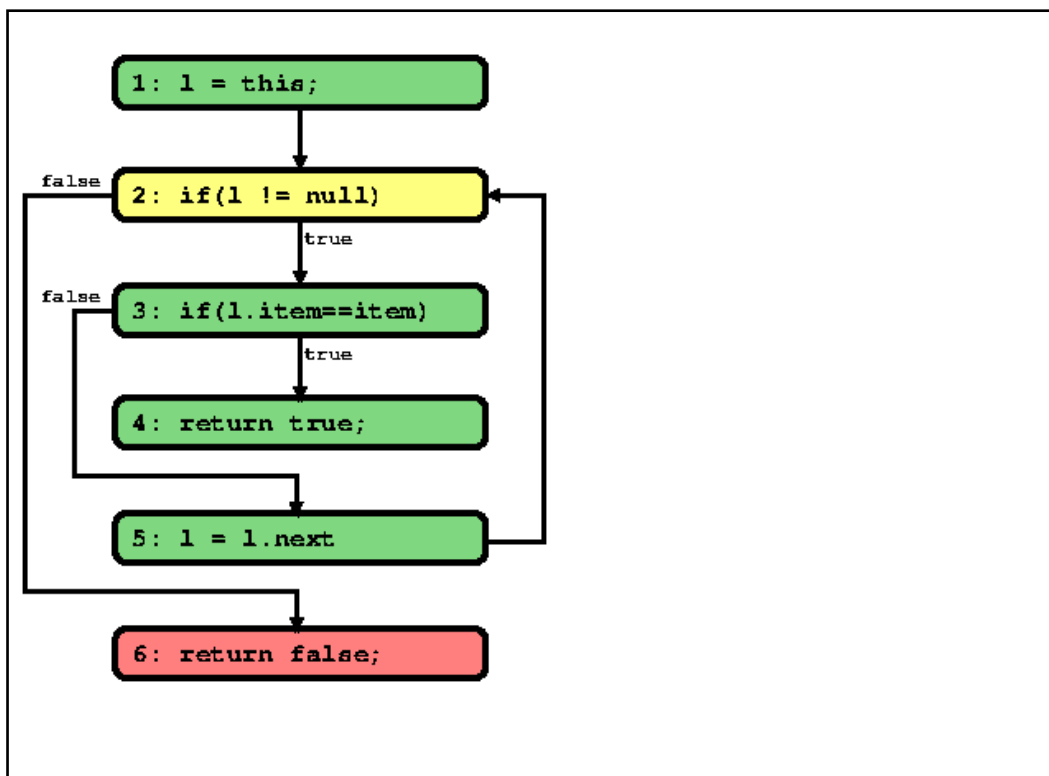 1: l = this;
false
2: if(l != null)
true
false
3: if(l.item==item)
true
4: return true;
5: l = l.next
6: return false;